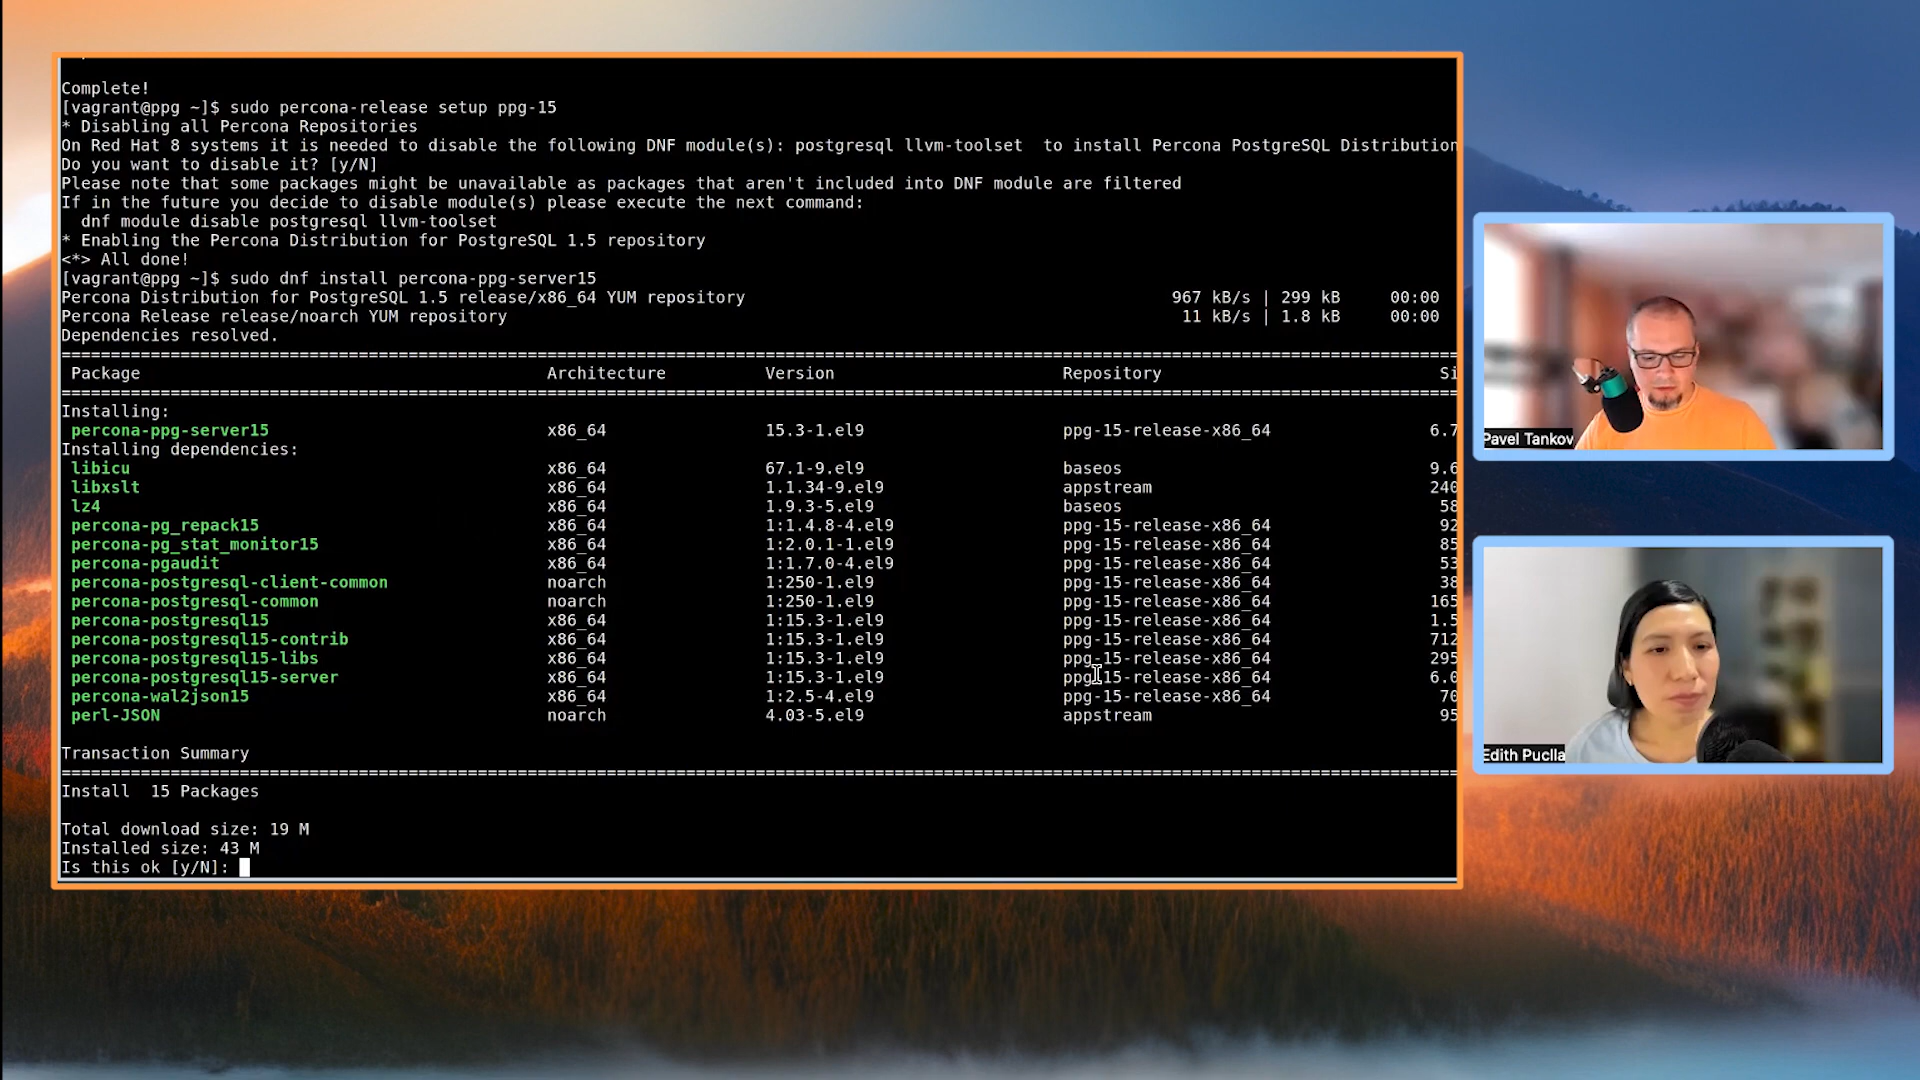 Complete!
[vagrant@ppg ~]$ sudo percona-release setup ppg-15
* Disabling all Percona Repositories
On Red Hat 8 systems it is needed to disable the following DNF module(s): postgresql llvm-toolset  to install Percona PostgreSQL Distribution
Do you want to disable it? [y/N]
Please note that some packages might be unavailable as packages that aren't included into DNF module are filtered
If in the future you decide to disable module(s) please execute the next command:
  dnf module disable postgresql llvm-toolset
* Enabling the Percona Distribution for PostgreSQL 1.5 repository
<*> All done!
[vagrant@ppg ~]$ sudo dnf install percona-ppg-server15
Percona Distribution for PostgreSQL 1.5 release/x86_64 YUM repository 967 kB/s | 299 kB 00:00
Percona Release release/noarch YUM repository 11 kB/s | 1.8 kB 00:00
Dependencies resolved.
Package Architecture Version Repository Si
Installing:
percona-ppg-server15 x86_64 15.3-1.el9 ppg-15-release-x86_64 6.7
Installing dependencies:
libicu x86_64 67.1-9.el9 baseos 9.6
libxslt x86_64 1.1.34-9.el9 appstream 240
lz4 x86_64 1.9.3-5.el9 baseos 58
percona-pg_repack15 x86_64 1:1.4.8-4.el9 ppg-15-release-x86_64 92
percona-pg_stat_monitor15 x86_64 1:2.0.1-1.el9 ppg-15-release-x86_64 85
percona-pgaudit x86_64 1:1.7.0-4.el9 ppg-15-release-x86_64 53
percona-postgresql-client-common noarch 1:250-1.el9 ppg-15-release-x86_64 38
percona-postgresql-common noarch 1:250-1.el9 ppg-15-release-x86_64 165
percona-postgresql15 x86_64 1:15.3-1.el9 ppg-15-release-x86_64 1.5
percona-postgresql15-contrib x86_64 1:15.3-1.el9 ppg-15-release-x86_64 712
percona-postgresql15-libs x86_64 1:15.3-1.el9 ppg-15-release-x86_64 295
percona-postgresql15-server x86_64 1:15.3-1.el9 ppg-15-release-x86_64 6.0
percona-wal2json15 x86_64 1:2.5-4.el9 ppg-15-release-x86_64 70
perl-JSON noarch 4.03-5.el9 appstream 95
Transaction Summary
Install  15 Packages
Total download size: 19 M
Installed size: 43 M
Is this ok [y/N]:
Pavel Tankov
Edith Puclla